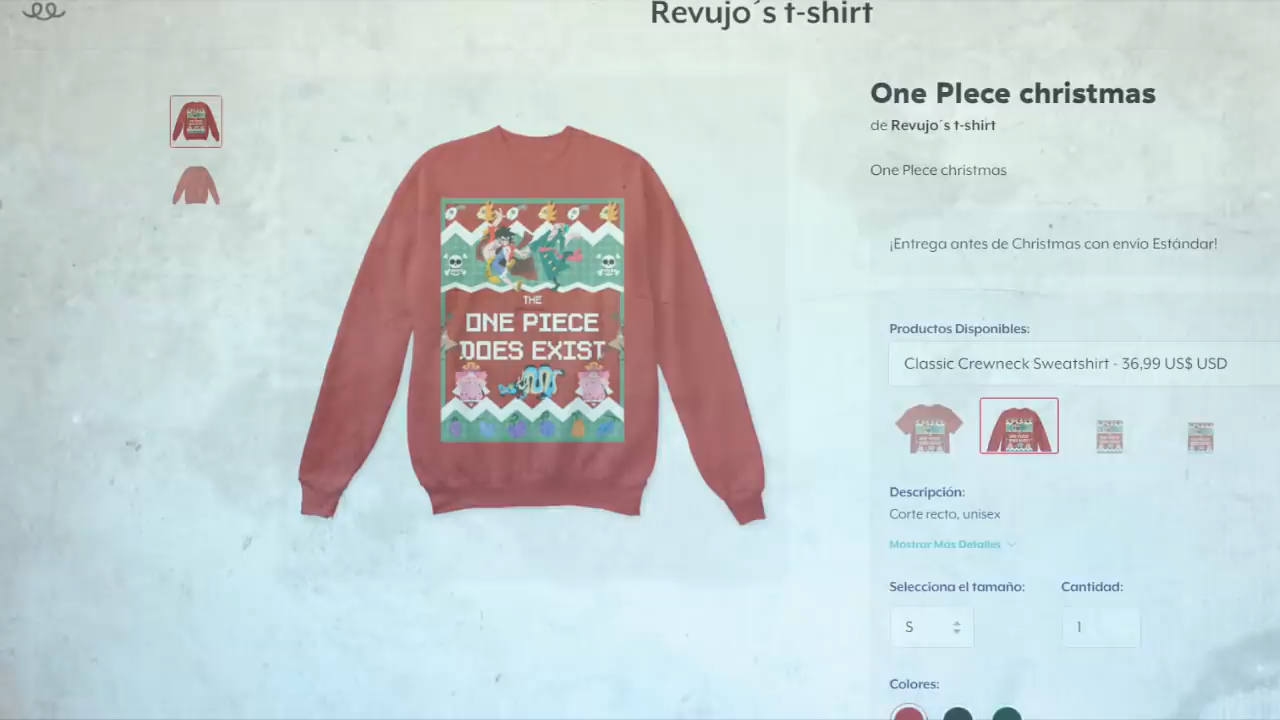 Revujo´s t-shirt
One PIece christmas
de Revujo´s t-shirt
One PIece christmas
¡Entrega antes de Christmas con envío Estándar!
Productos Disponibles:
Classic Crewneck Sweatshirt - 36,99 US$ USD
THE
ONE PIECE
DOES EXIST
Descripción:
Corte recto, unisex
Mostrar Más Detalles
Selecciona el tamaño:
Cantidad:
S
1
Colores: